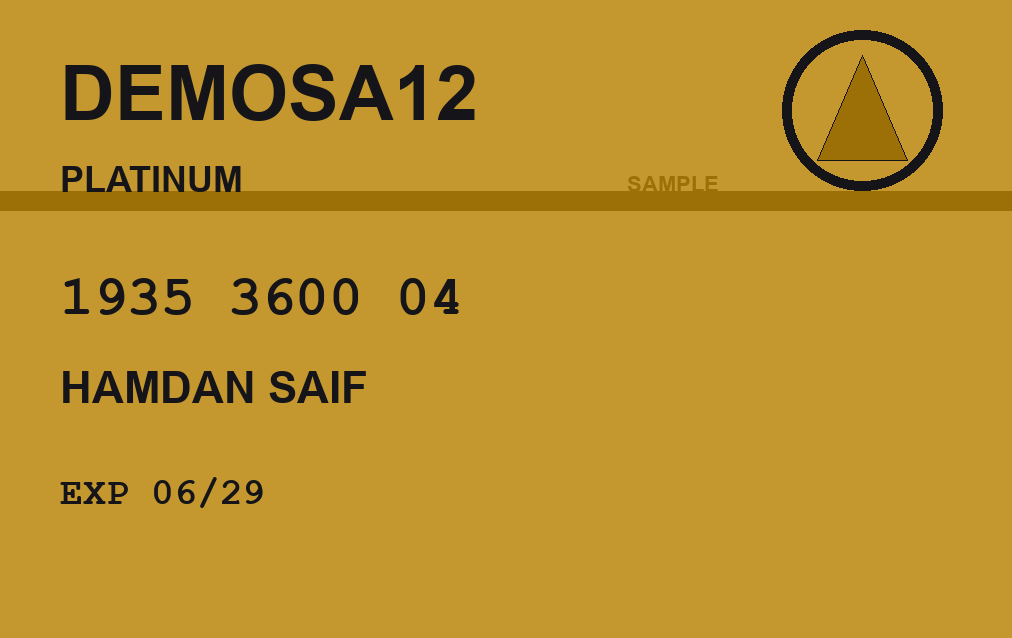 DEMOSA12
PLATINUM
SAMPLE
1935 3600 04
HAMDAN SAIF
EXP 06/29